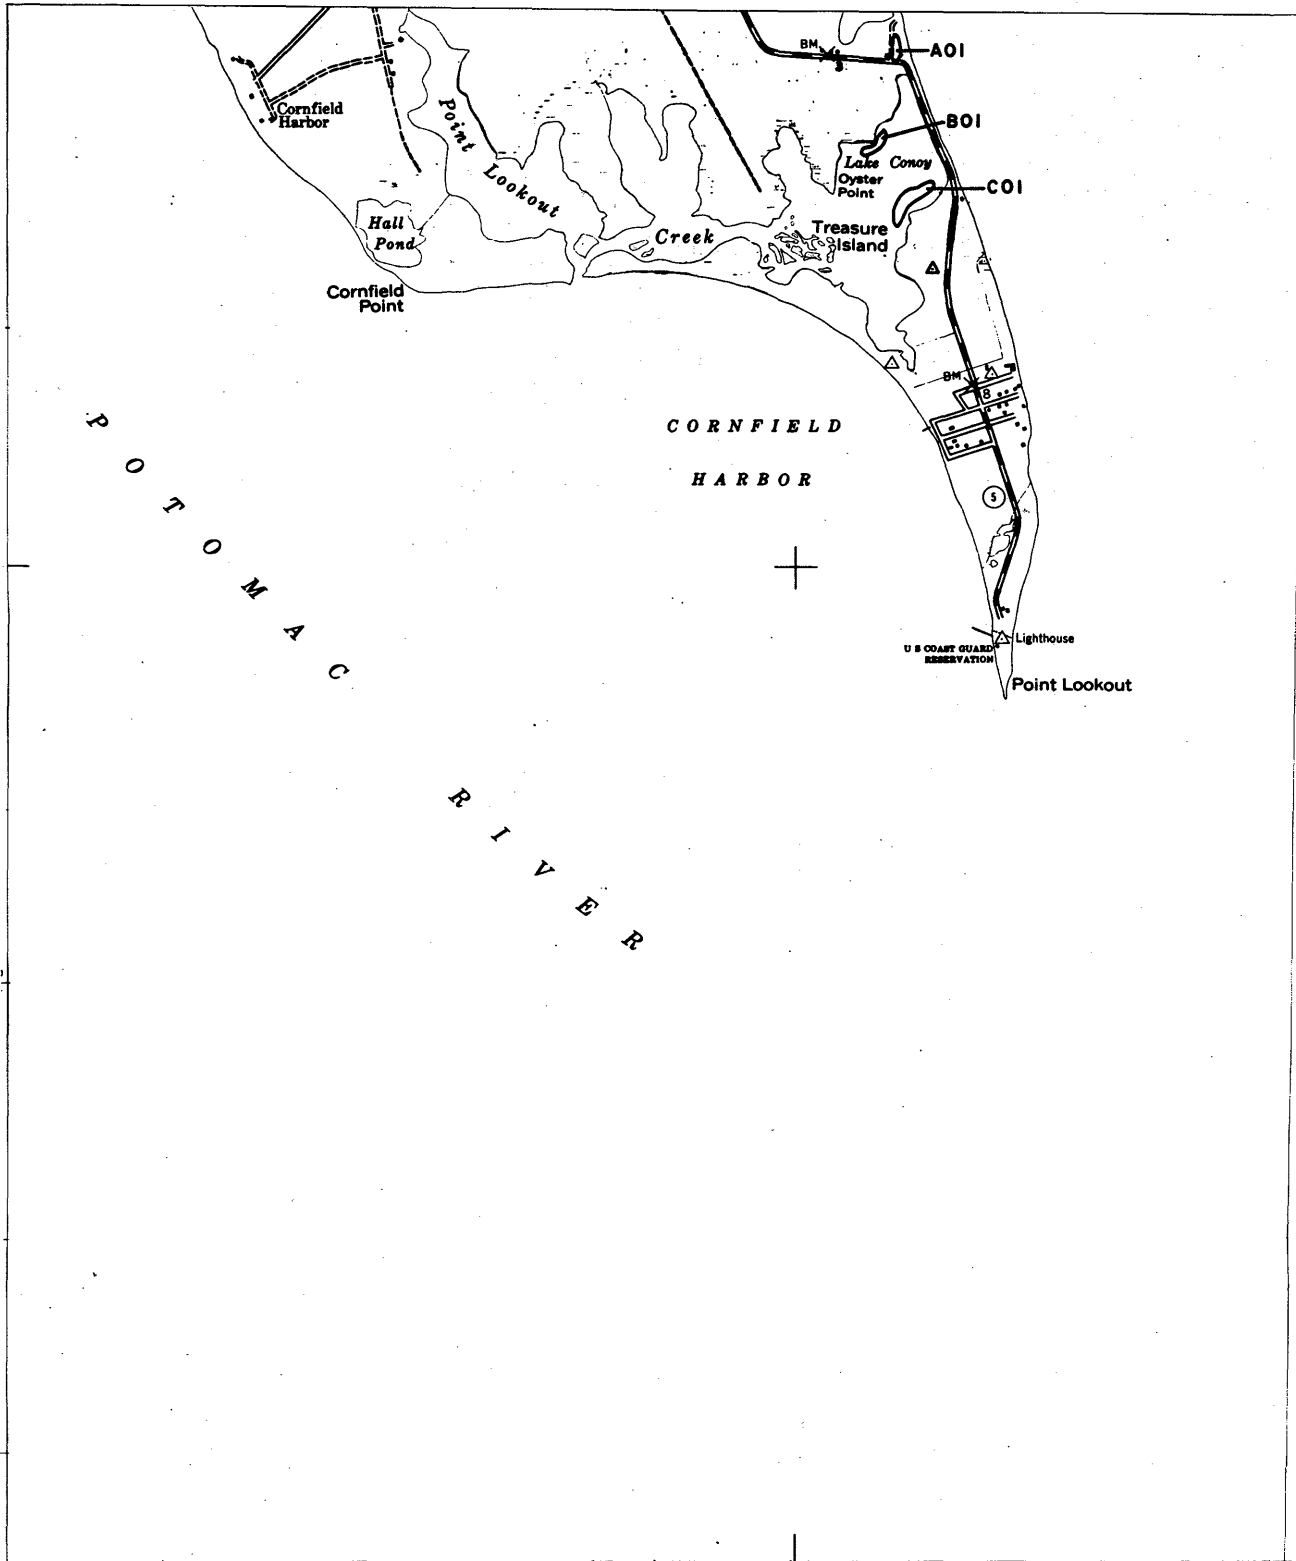 BM
3
A01
Cornfield
Harbor
B01
Point Lookout
Lake Conoy
Oyster
Point
C01
Hall
Pond
Creek
Treasure
Island
Cornfield
Point
BM
8
CORNFIELD
HARBOR
5
POTOMAC
RIVER
Lighthouse
U S COAST GUARD
RESERVATION
Point Lookout